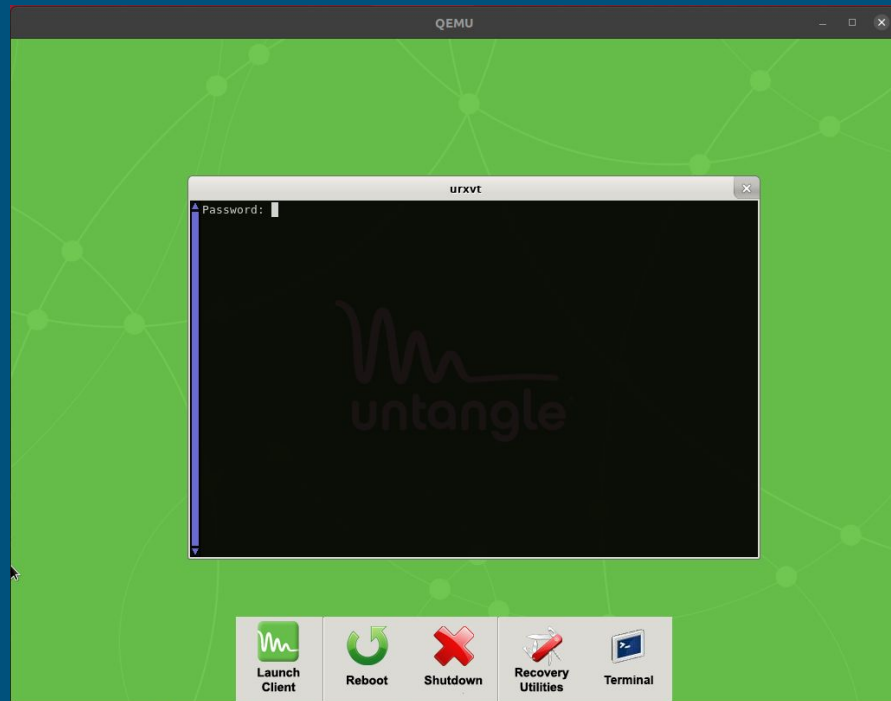 QEMU
urxvt
Password:
untangle
Launch
Client
Reboot
Shutdown
Recovery
Utilities
Terminal